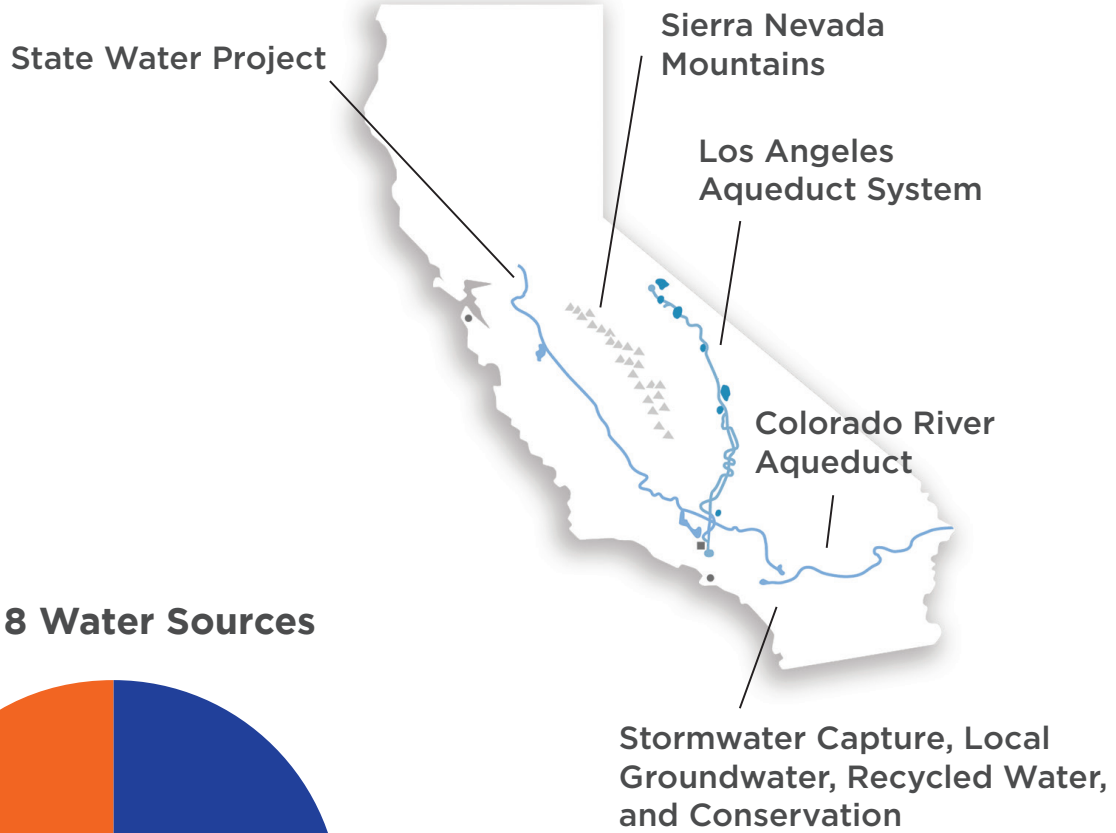 State Water Project
Sierra Nevada
Mountains
Los Angeles
Aqueduct System
Colorado River
Aqueduct
8 Water Sources
Stormwater Capture, Local
Groundwater, Recycled Water,
and Conservation